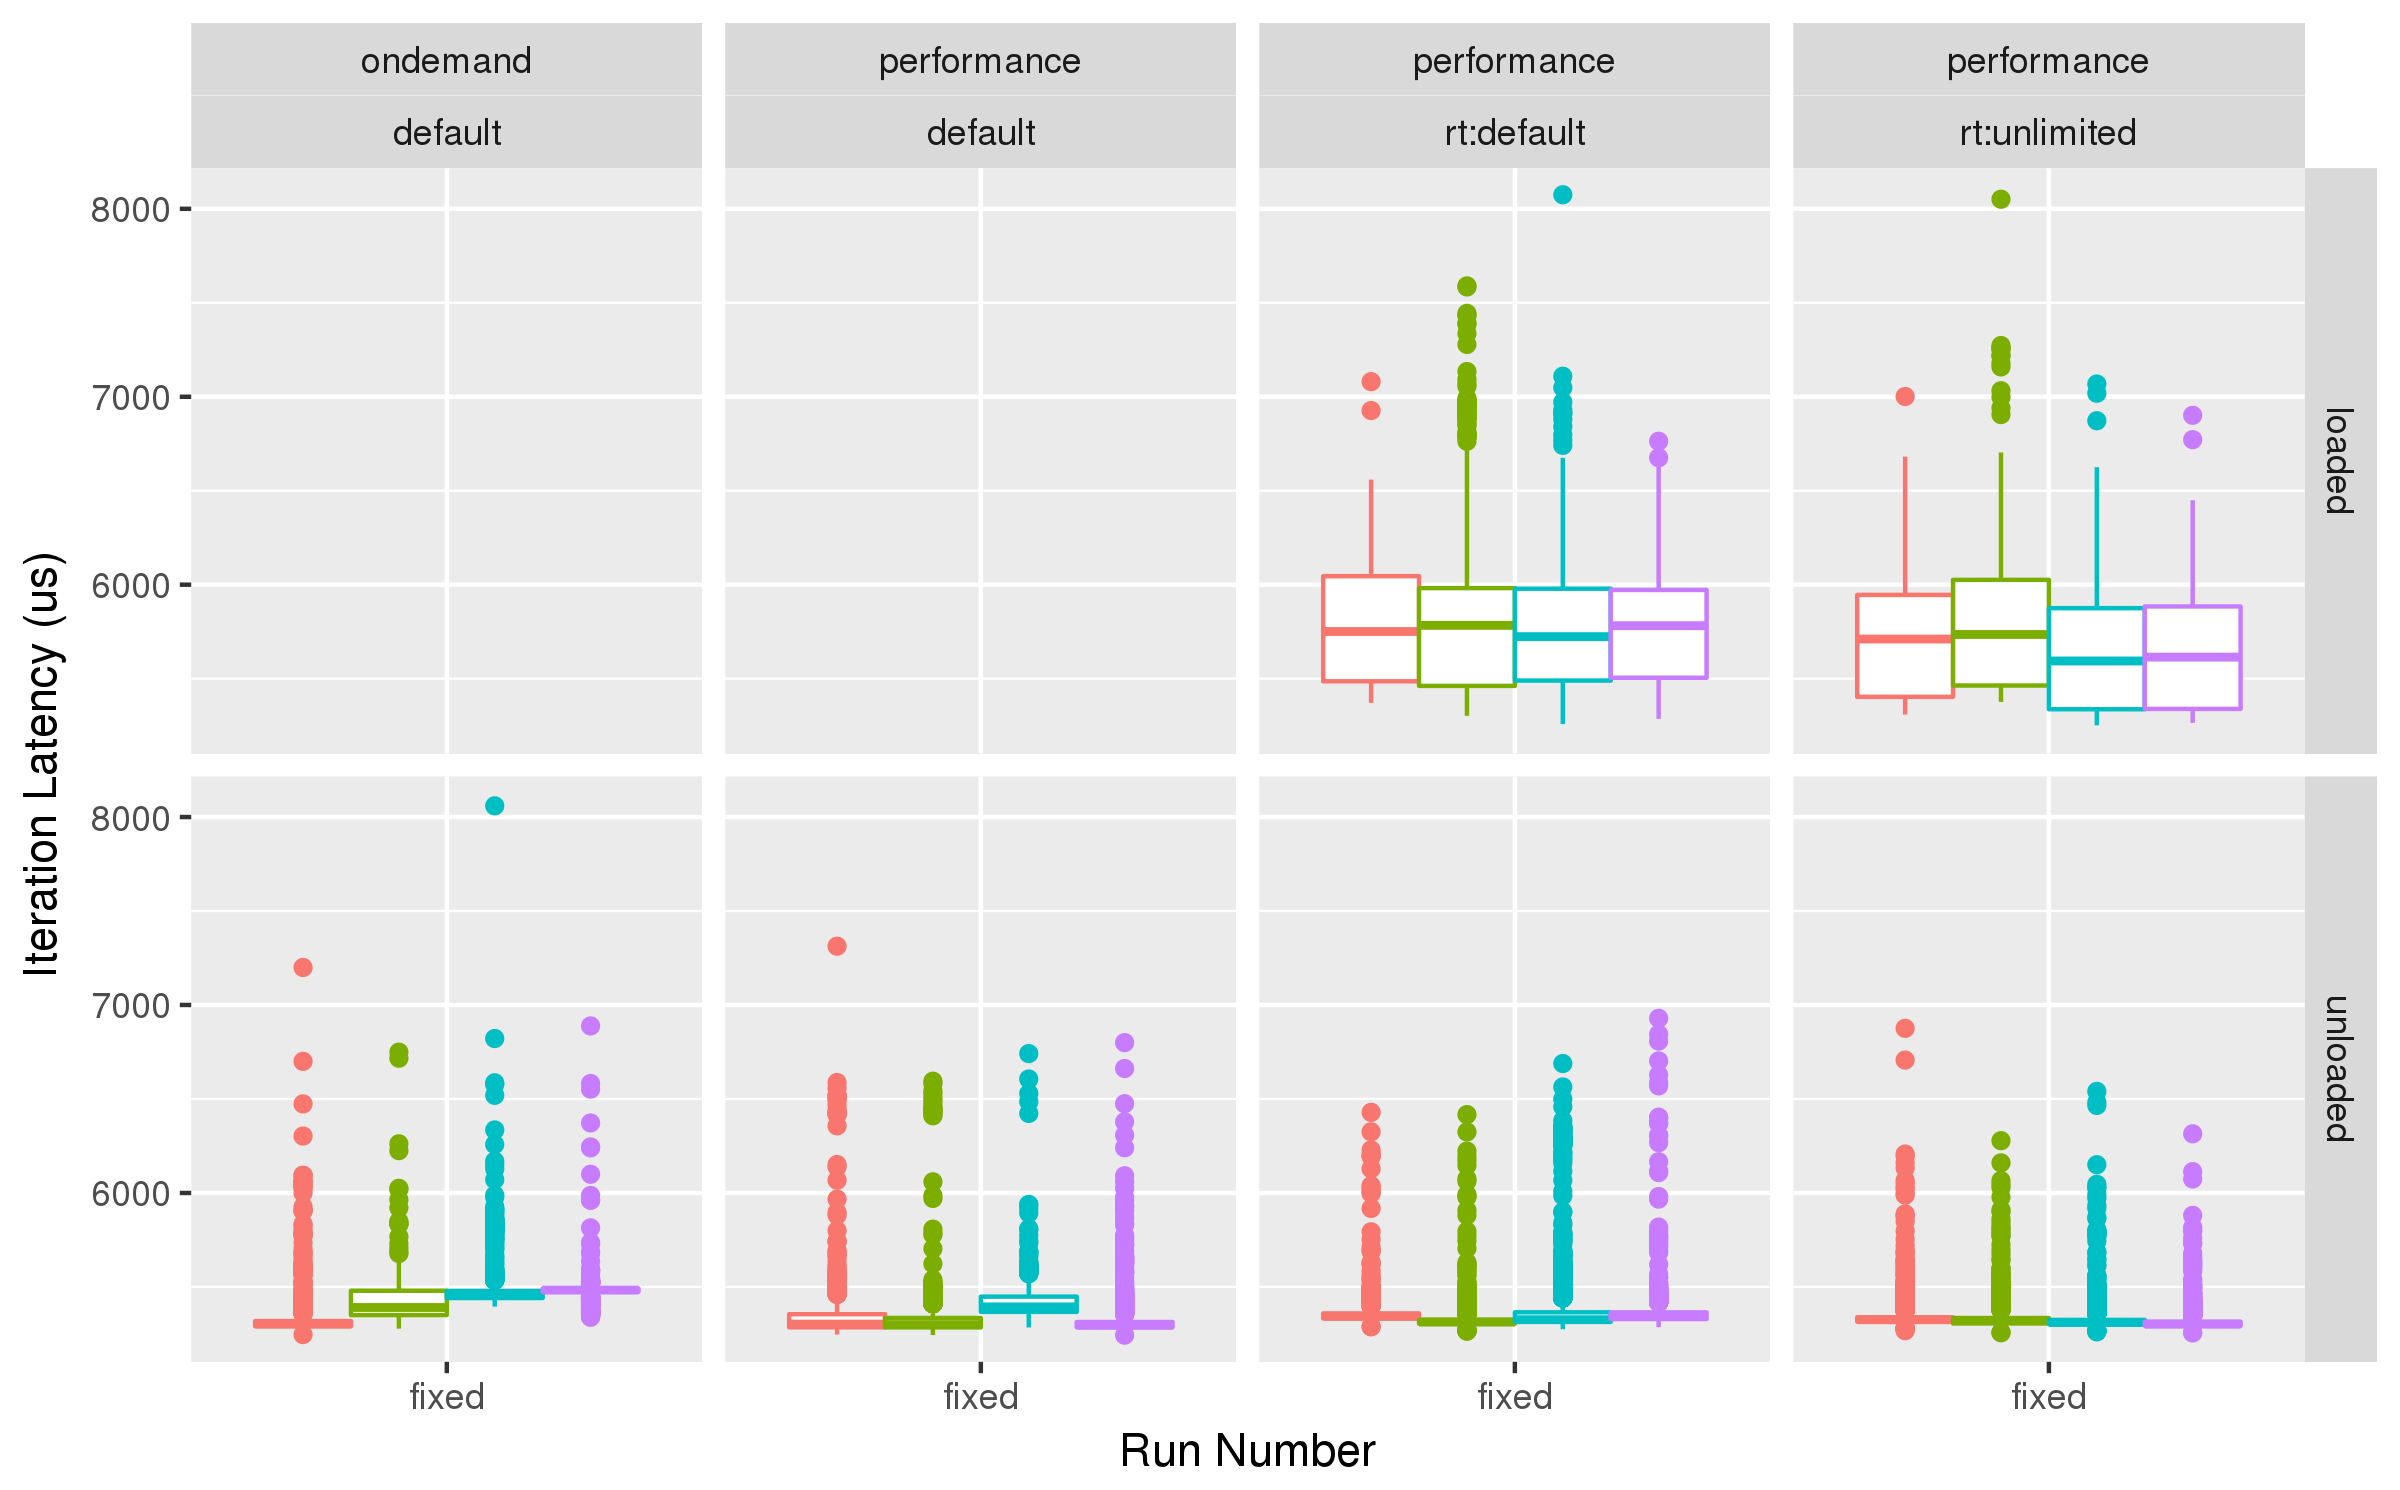 ondemand
performance
performance
performance
default
default
rt:default
rt:unlimited
8000
7000
6000
loaded
8000
7000
6000
unloaded
Iteration Latency (us)
fixed
fixed
fixed
fixed
Run Number